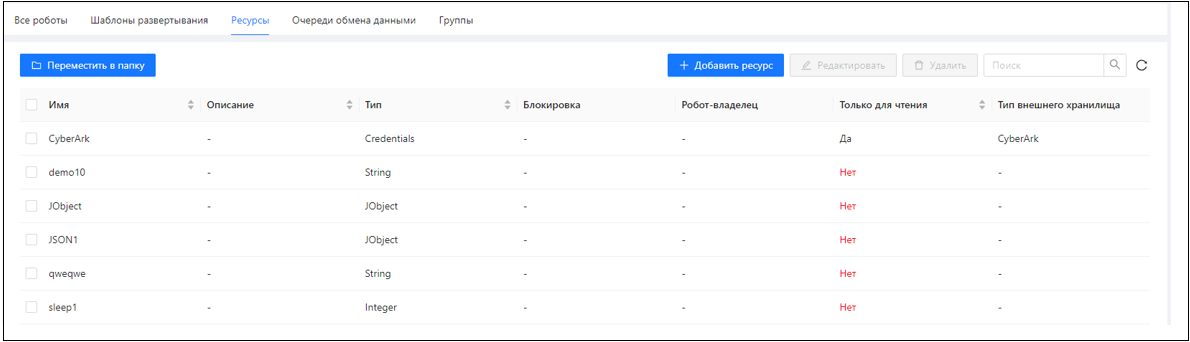 Все роботы Шаблоны развертывания Ресурсы Очереди обмена данными Группы
Переместить в папку Добавить ресурс Редактировать Удалить Поиск
Имя Описание Тип Блокировка Робот-владелец Только для чтения Тип внешнего хранилища
CyberArk - Credentials - - Да CyberArk
demo10 - String - - Нет -
JObject - JObject - - Нет -
JSON1 - JObject - - Нет -
qweqwe - String - - Нет -
sleep1 - Integer - - Нет -